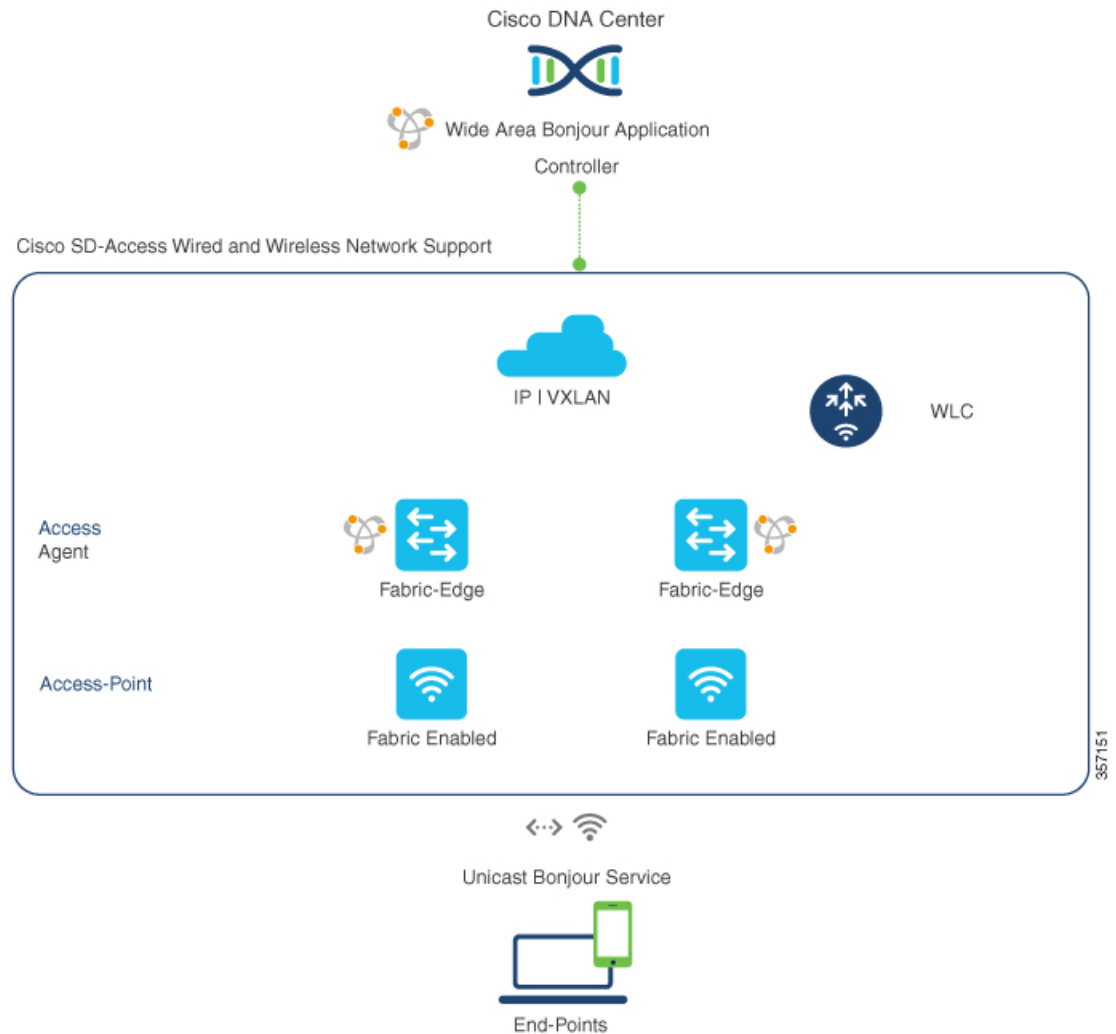 Cisco DNA Center
Wide Area Bonjour Application
Controller
Cisco SD-Access Wired and Wireless Network Support
IP | VXLAN
WLC
Access
Agent
Fabric-Edge
Fabric-Edge
Access-Point
Fabric Enabled
Fabric Enabled
357151
Unicast Bonjour Service
End-Points